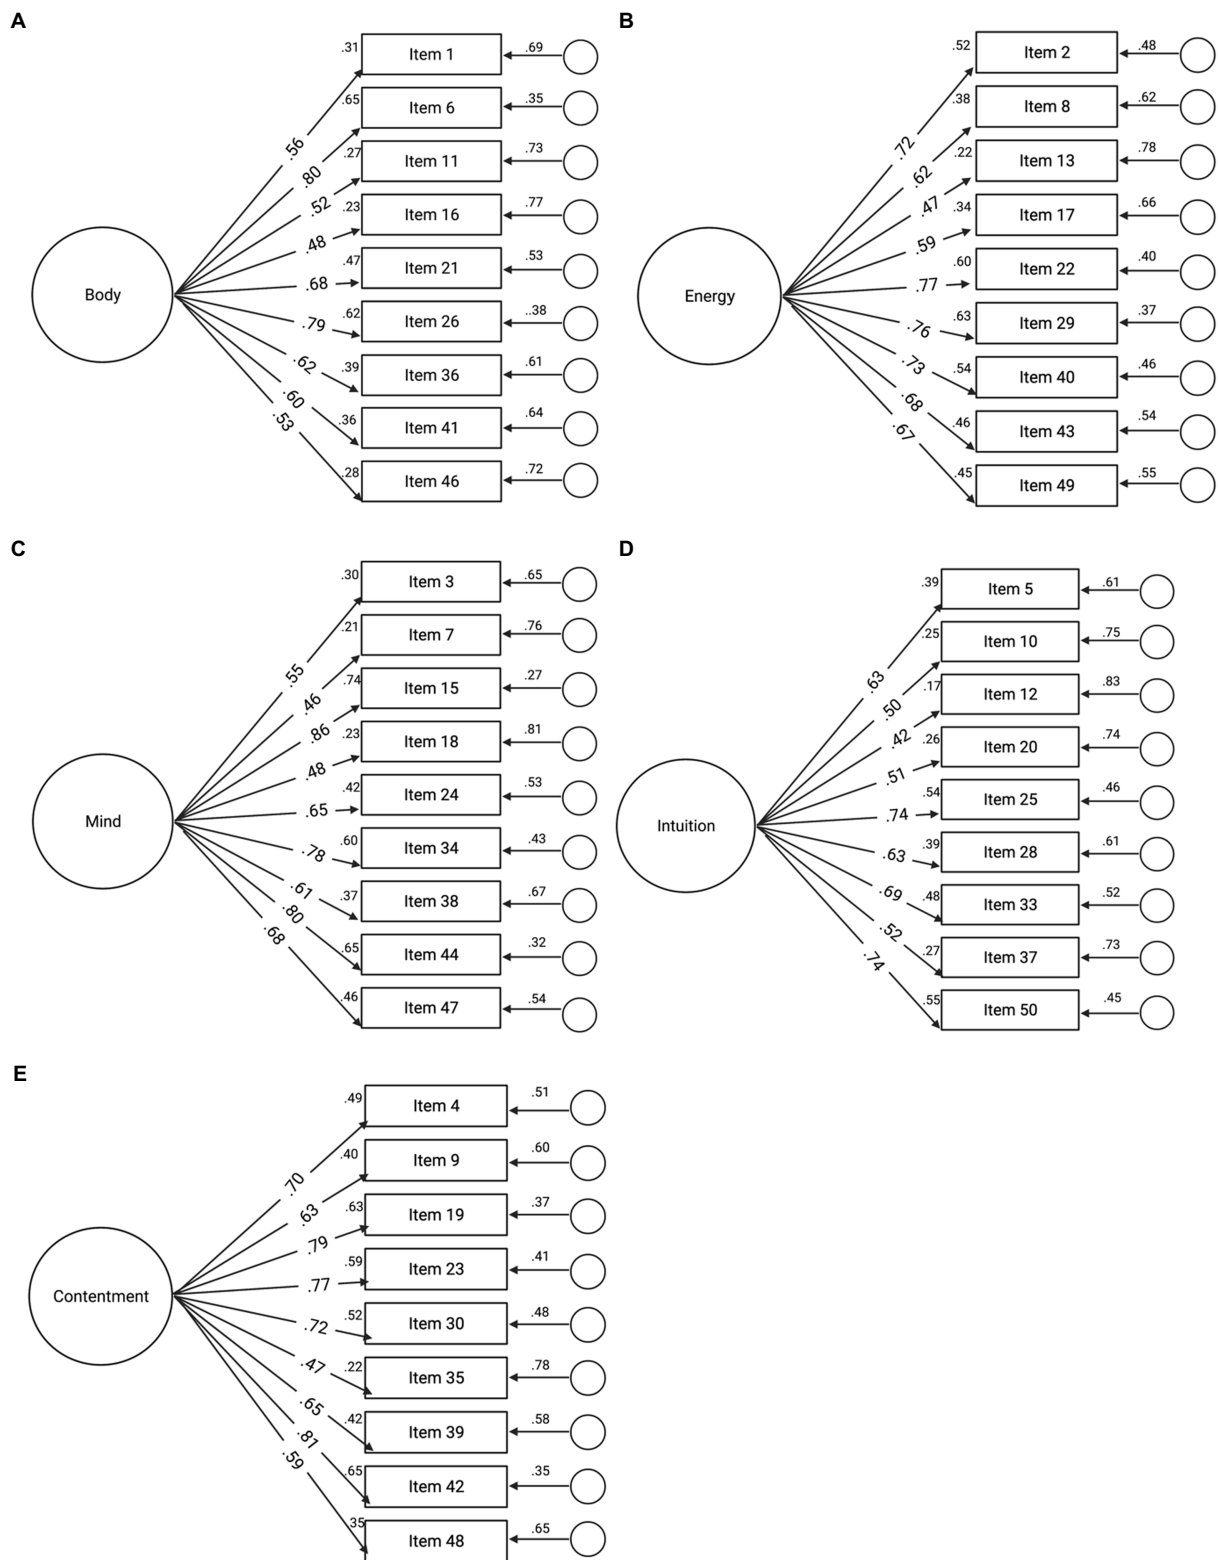 A
.31 Item 1 .69
.65 Item 6 .35
.56
.80 .27 Item 11 .73
.52 .23 Item 16 .77
.48
Body .68 .47 Item 21 .53
.79 .62 Item 26 ..38
.62 .39 Item 36 .61
.60 .36 Item 41 .64
.53
.28 Item 46 .72
B
.52 Item 2 .48
.38 Item 8 .62
.72
.62 .22 Item 13 .78
.47 .34 Item 17 .66
.59
Energy .77 .60 Item 22 .40
.76 .63 Item 29 .37
.73 .54 Item 40 .46
.68 .46 Item 43 .54
.67
.45 Item 49 .55
C
.30 Item 3 .65
.21 Item 7 .76
.55
.46 .74 Item 15 .27
.86 .23 Item 18 .81
.48
Mind .65 .42 Item 24 .53
.78 .60 Item 34 .43
.61 .37 Item 38 .67
.80 .65 Item 44 .32
.68
.46 Item 47 .54
D
.39 Item 5 .61
.25 Item 10 .75
.63
.50 .17 Item 12 .83
.42 .26 Item 20 .74
.51
Intuition .74 .54 Item 25 .46
.63 .39 Item 28 .61
.69 .48 Item 33 .52
.52 .27 Item 37 .73
.74
.55 Item 50 .45
E
.49 Item 4 .51
.40 Item 9 .60
.70
.63 .63 Item 19 .37
.79
Contentment .77 .59 Item 23 .41
.72 .52 Item 30 .48
.47 .22 Item 35 .78
.65 .42 Item 39 .58
.81 .65 Item 42 .35
.59
.35 Item 48 .65